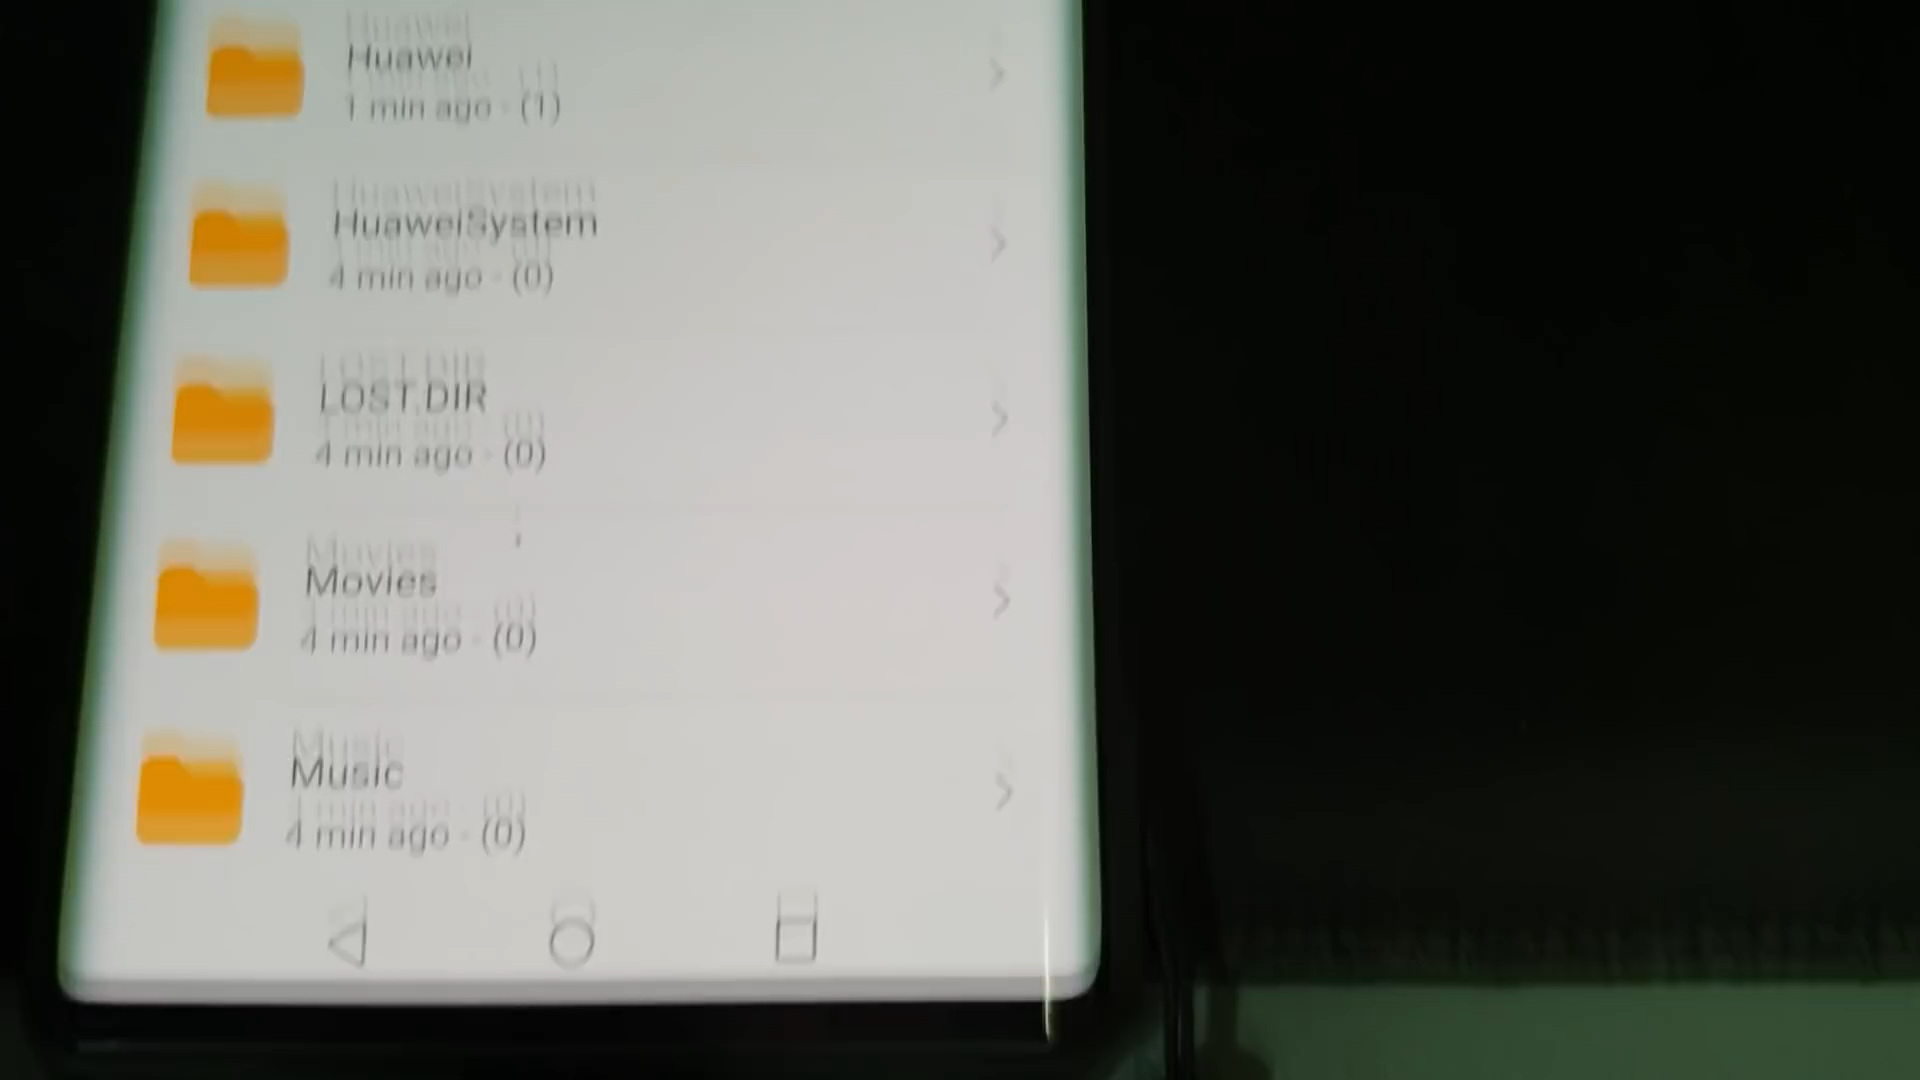 Huawei
1 min ago - (1)
HuaweiSystem
4 min ago - (0)
LOST.DIR
4 min ago - (0)
Movies
4 min ago - (0)
Music
4 min ago - (0)